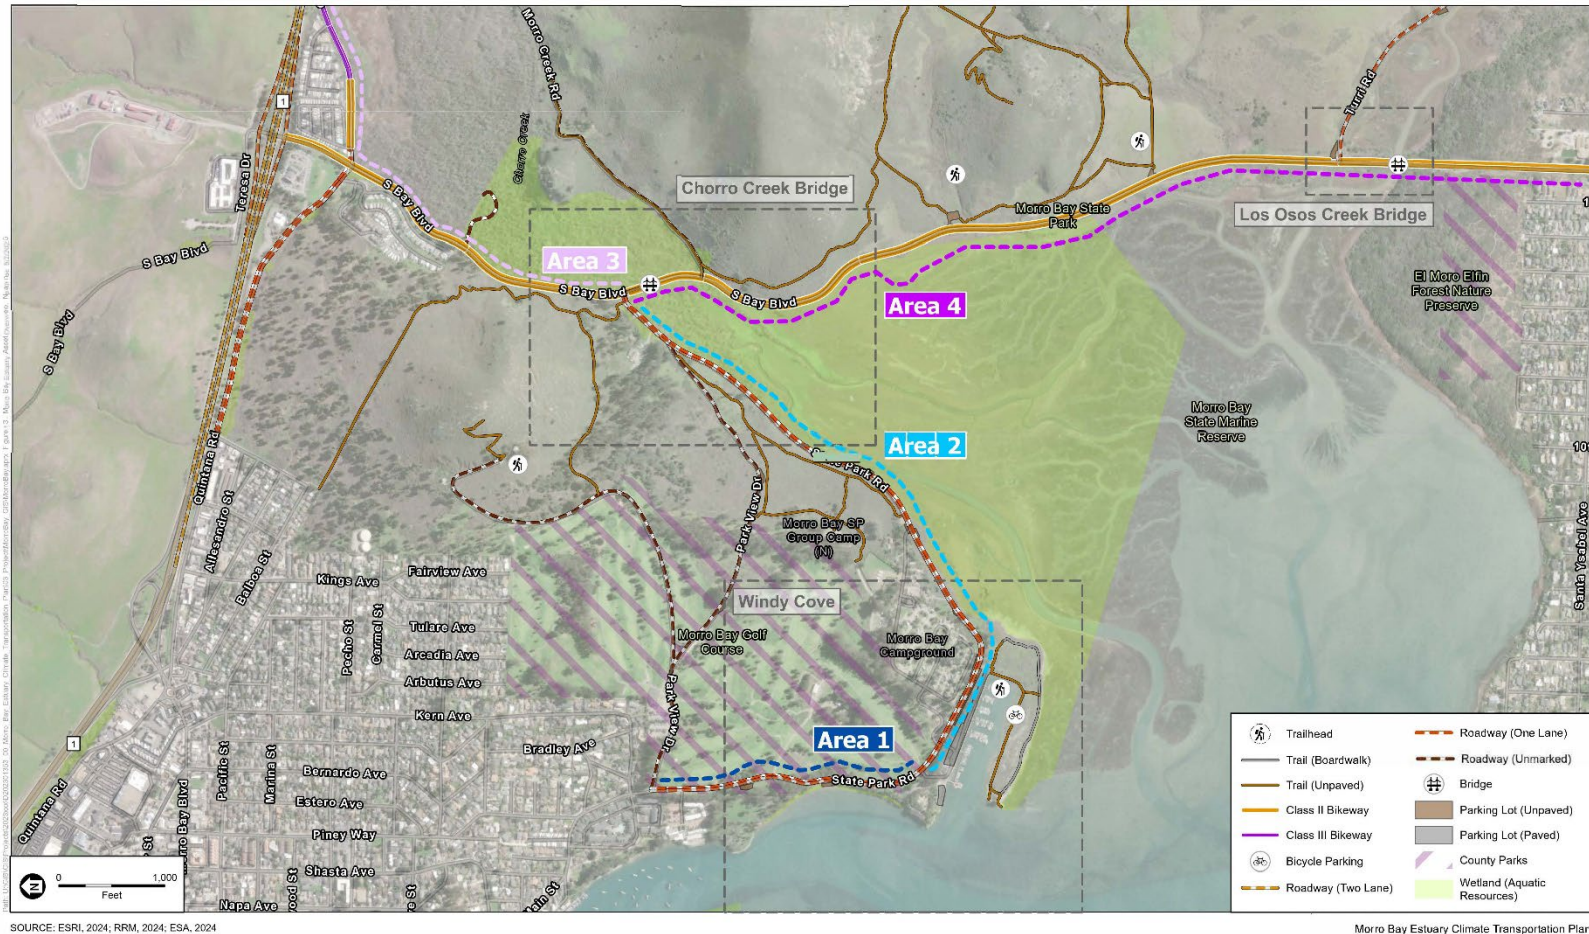 1
Teresa Dr
S Bay Blvd
Morro Creek Rd
Chorro Creek
Turri Rd
Chorro Creek Bridge
Los Osos Creek Bridge
Morro Bay State
Park
S Bay Blvd
Area 3
S Bay Blvd
S Bay Blvd
S Bay Blvd
Area 4
El Moro Elfin
Forest Nature
Preserve
Quintana Rd
Allesandro St
Balboa St
Area 2
Park Rd
Park View Dr
Morro Bay
State Marine
Reserve
Morro Bay SP
Group Camp
(N)
Santa Ysabel Ave
Kings Ave
Fairview Ave
Windy Cove
Pecho St
Carmel St
Tulare Ave
Arcadia Ave
Arbutus Ave
Morro Bay Golf
Course
Morro Bay
Campground
Kern Ave
Park View Dr
Bradley Ave
Area 1
State Park Rd
1
Quintana Rd
Morro Bay Blvd
Pacific St
Marina St
Bernardo Ave
Estero Ave
Piney Way
Shasta Ave
Napa Ave
Main St
N
0
1,000
Feet
Trailhead
Trail (Boardwalk)
Trail (Unpaved)
Class II Bikeway
Class III Bikeway
Bicycle Parking
Roadway (Two Lane)
Roadway (One Lane)
Roadway (Unmarked)
Bridge
Parking Lot (Unpaved)
Parking Lot (Paved)
County Parks
Wetland (Aquatic
Resources)
SOURCE: ESRI, 2024; RRM, 2024; ESA, 2024
Morro Bay Estuary Climate Transportation Plan